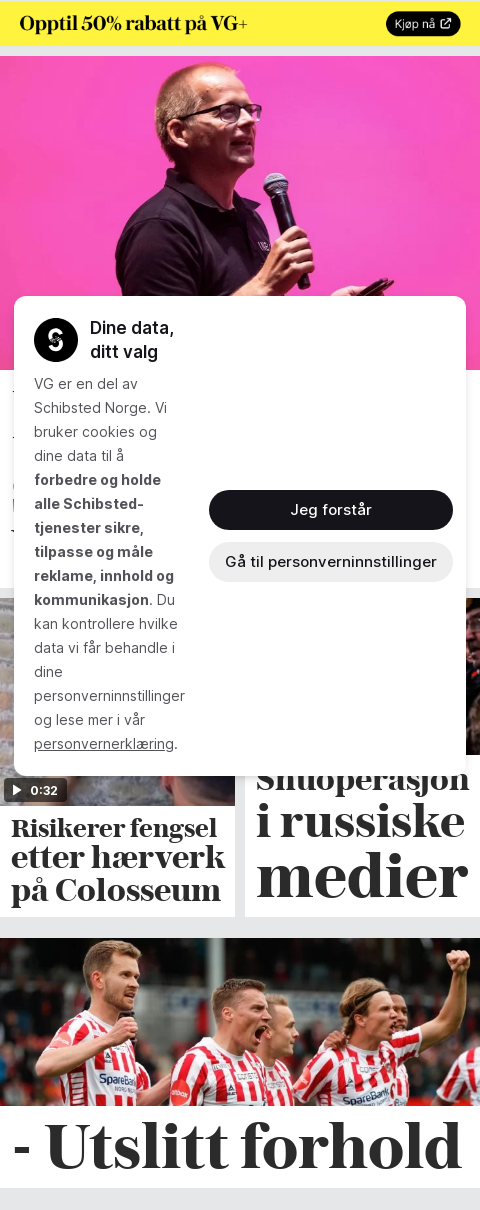 Opptil 50% rabatt på VG+
Kjøp nå
Dine data,
ditt valg
VG er en del av
Schibsted Norge. Vi
bruker cookies og
dine data til å
forbedre og holde
alle Schibsted-
tjenester sikre,
tilpasse og måle
reklame, innhold og
kommunikasjon. Du
kan kontrollere hvilke
data vi får behandle i
dine
personverninnstillinger
og lese mer i vår
personvernerklæring.
Jeg forstår
Gå til personverninnstillinger
0:32
Risikerer fengsel
etter hærverk
på Colosseum
Snuoperasjon
i russiske
medier
SpareBank
SpareBank
- Utslitt forhold